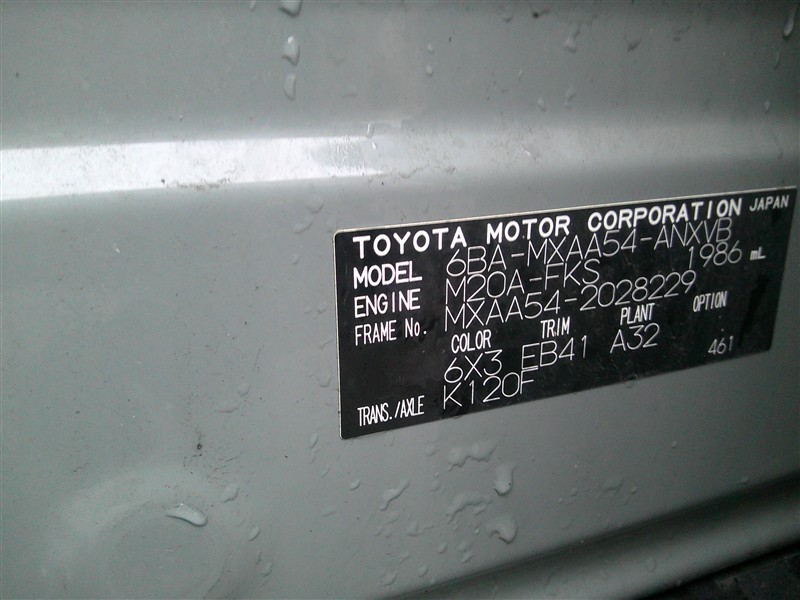 TOYOTA MOTOR CORPORATION JAPAN
MODEL 6BA-MXAA54-ANXVB
ENGINE M20A-FKS 1986 mL
FRAME No. MXAA54-2028229
COLOR TRIM PLANT OPTION
6X3 EB41 A32 461
TRANS./AXLE K120F